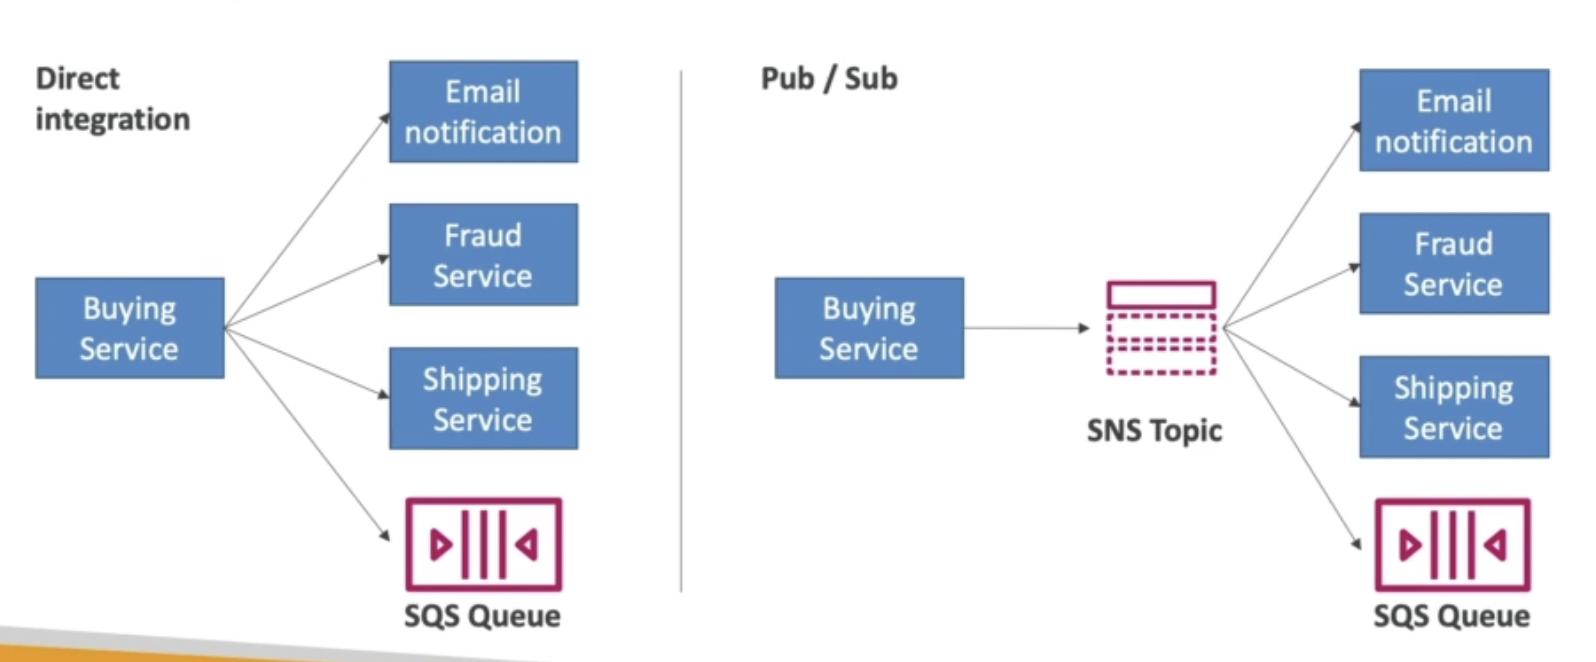 Direct
integration
Email
notification
Fraud
Service
Buying
Service
Shipping
Service
SQS Queue
Pub / Sub
Buying
Service
SNS Topic
Email
notification
Fraud
Service
Shipping
Service
SQS Queue